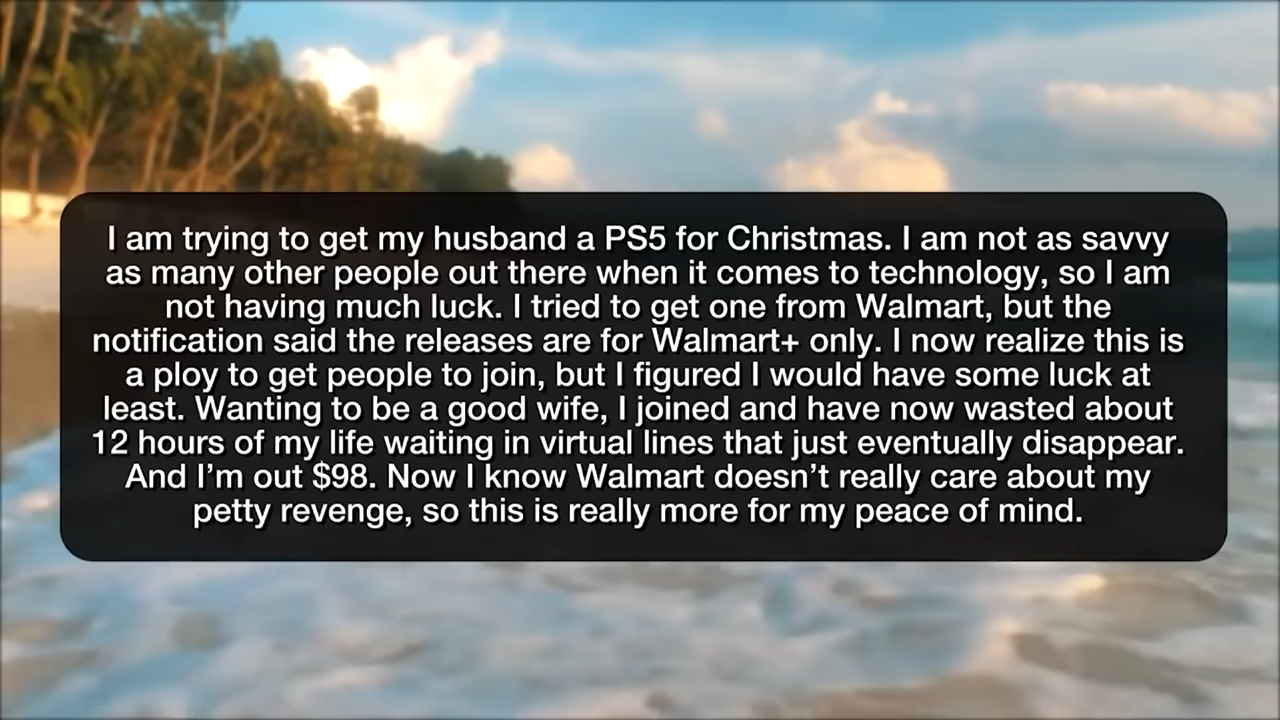 I am trying to get my husband a PS5 for Christmas. I am not as savvy
as many other people out there when it comes to technology, so I am
not having much luck. I tried to get one from Walmart, but the
notification said the releases are for Walmart+ only. I now realize this is
a ploy to get people to join, but I figured I would have some luck at
least. Wanting to be a good wife, I joined and have now wasted about
12 hours of my life waiting in virtual lines that just eventually disappear.
And I’m out $98. Now I know Walmart doesn’t really care about my
petty revenge, so this is really more for my peace of mind.